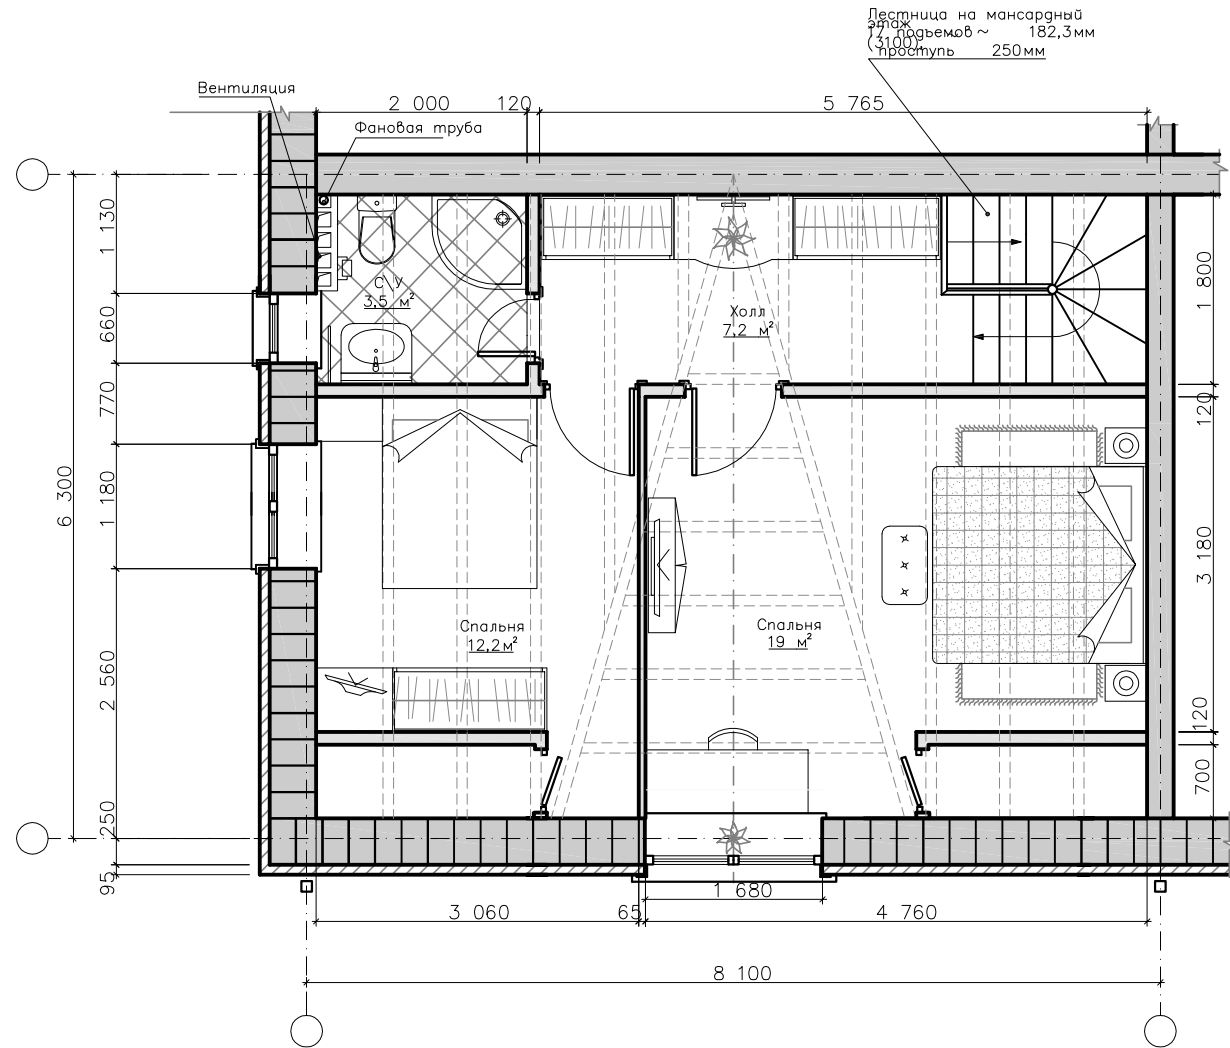 Лестница на мансардный
этаж
17 подъемов ~ 182,3мм
(3100),
проступь 250мм
Вентиляция
2 000
120
5 765
Фановая труба
1 130
1 800
С\У
3,5 м²
660
Холл
7,2 м²
770
120
6 300
1 180
3 180
Спальня
12,2м²
Спальня
19 м²
2 560
120
700
250
95
1 680
3 060
65
4 760
8 100